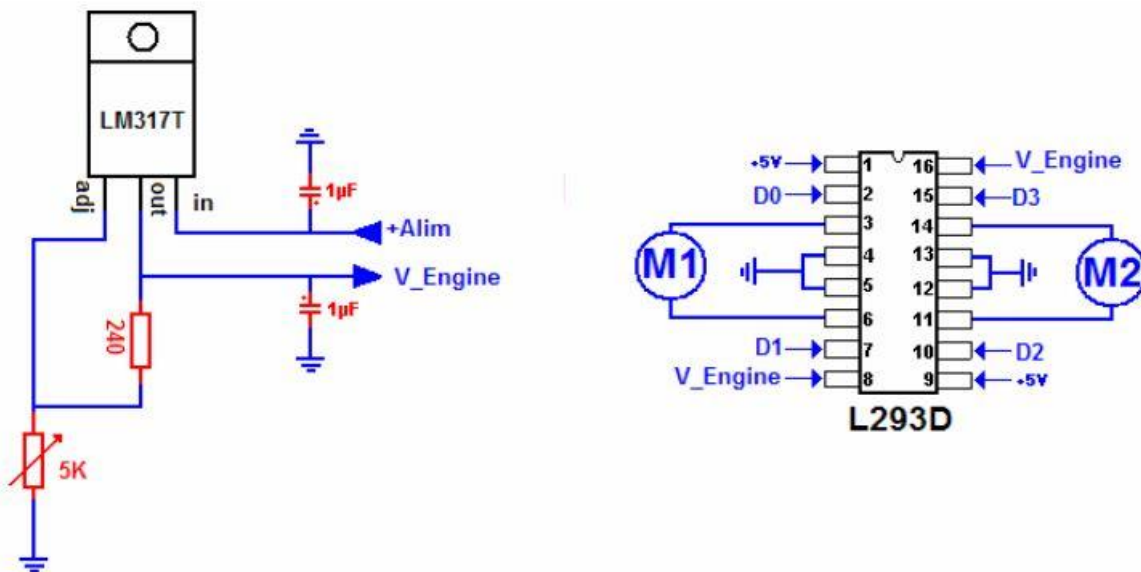 LM317T
adj
out
in
1µF
+Alim
V_Engine
1µF
240
5K
+5V
D0
M1
D1
V_Engine
1
2
3
4
5
6
7
8
16
15
14
13
12
11
10
9
V_Engine
D3
M2
D2
+5V
L293D